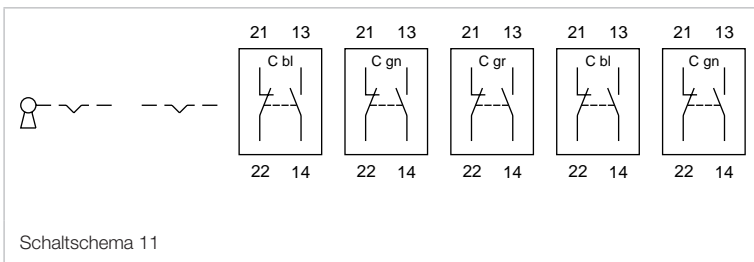 21 13 21 13 21 13 21 13 21 13
C bl C gn C gr C bl C gn
22 14 22 14 22 14 22 14 22 14
Schaltschema 11